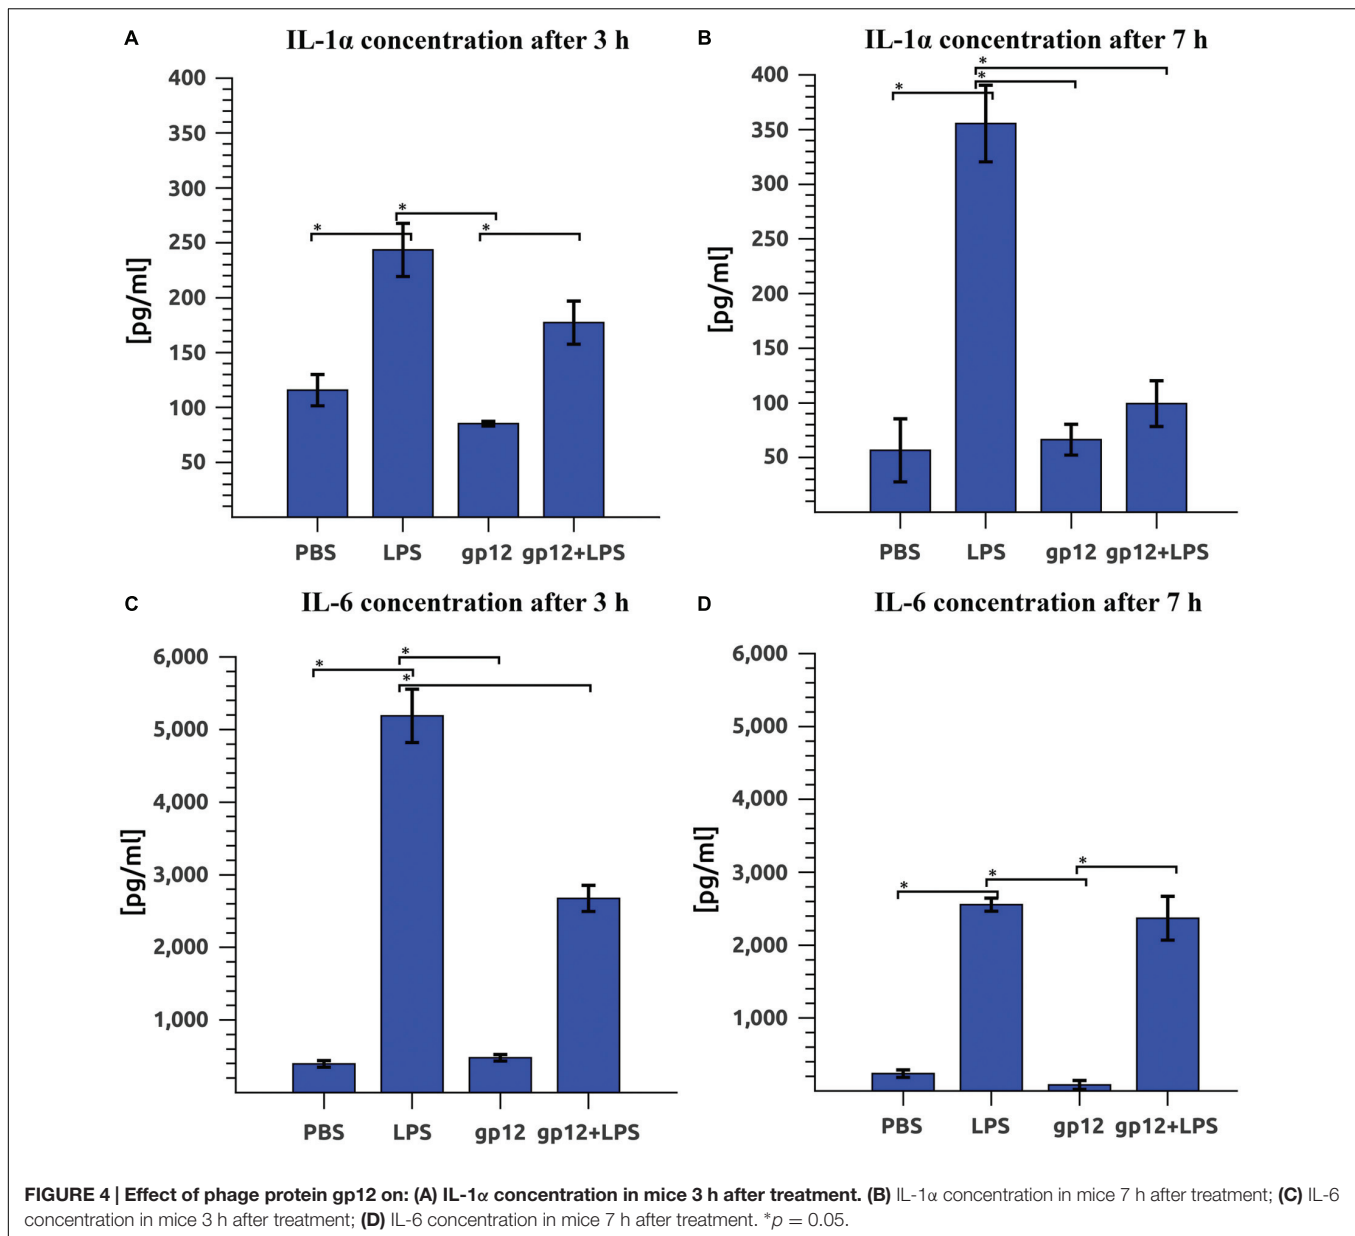 A IL-1α concentration after 3 h
400
350
300
250
200
150
100
50
[pg/ml]
* * *
PBS LPS gp12 gp12+LPS
B IL-1α concentration after 7 h
400
350
300
250
200
150
100
50
[pg/ml]
* * *
PBS LPS gp12 gp12+LPS
C IL-6 concentration after 3 h
6,000
5,000
4,000
3,000
2,000
1,000
[pg/ml]
* * *
PBS LPS gp12 gp12+LPS
D IL-6 concentration after 7 h
6,000
5,000
4,000
3,000
2,000
1,000
[pg/ml]
* * *
PBS LPS gp12 gp12+LPS
FIGURE 4 | Effect of phage protein gp12 on: (A) IL-1α concentration in mice 3 h after treatment. (B) IL-1α concentration in mice 7 h after treatment; (C) IL-6
concentration in mice 3 h after treatment; (D) IL-6 concentration in mice 7 h after treatment. *p = 0.05.